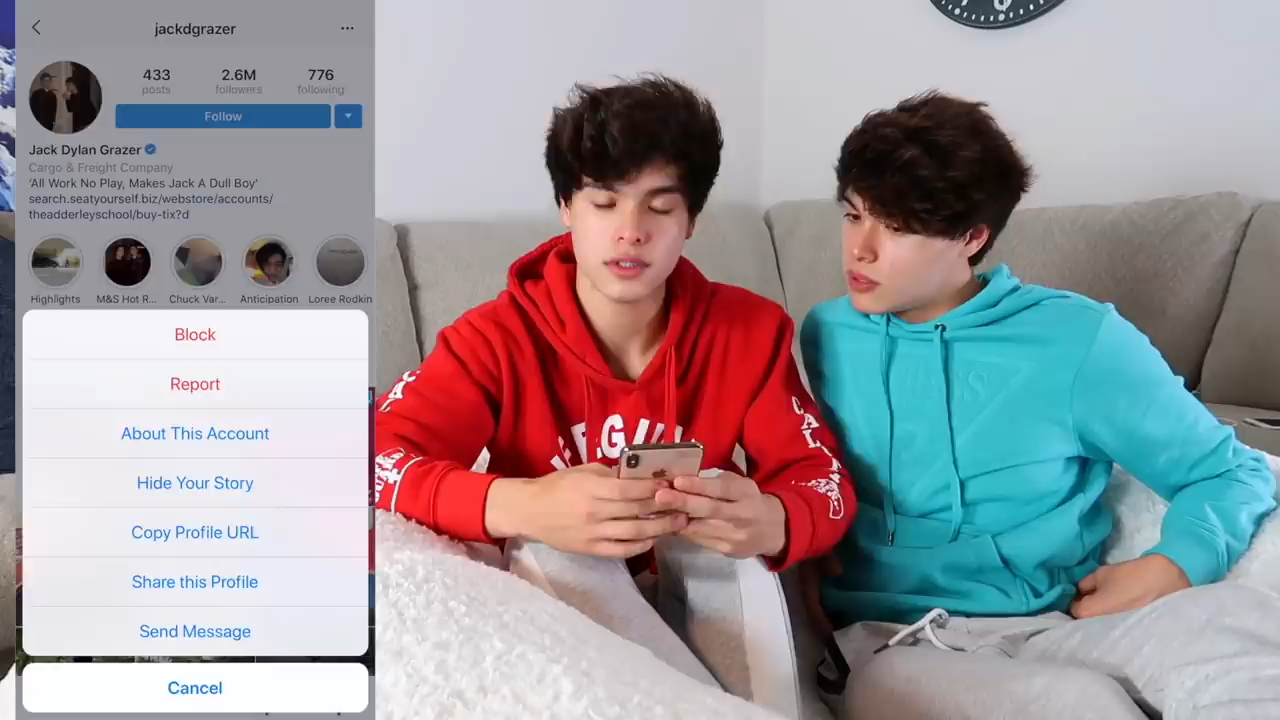 jackdgrazer
433
2.6M
776
posts
followers
following
Follow
Jack Dylan Grazer
Cargo & Freight Company
'All Work No Play, Makes Jack A Dull Boy'
search.seatyourself.biz/webstore/accounts/
theadderleyschool/buy-tix?d
Highlights
M&S Hot R...
Chuck Var...
Anticipation
Loree Rodkin
Block
Report
About This Account
Hide Your Story
Copy Profile URL
Share this Profile
Send Message
Cancel